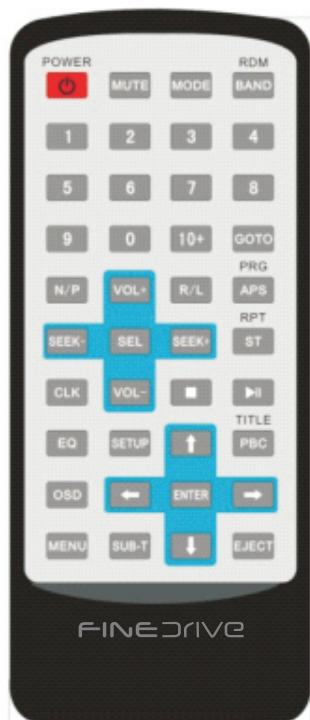 POWER RDM
MUTE MODE BAND
1 2 3 4
5 6 7 8
9 0 10+ GOTO
PRG
N/P VOL+ R/L APS
RPT
SEEK- SEL SEEK+ ST
CLK VOL-
TITLE
EQ SETUP PBC
OSD ENTER
MENU SUB-T EJECT
FINEDRIVE